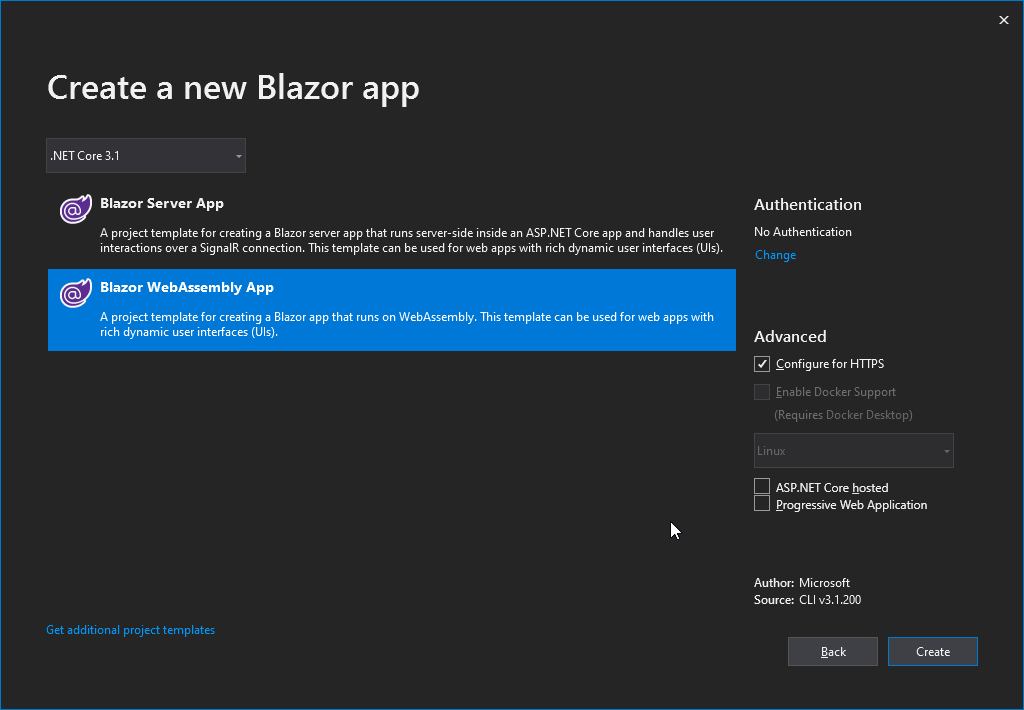 Create a new Blazor app
.NET Core 3.1
Blazor Server App
A project template for creating a Blazor server app that runs server-side inside an ASP.NET Core app and handles user
interactions over a SignalR connection. This template can be used for web apps with rich dynamic user interfaces (UIs).
Blazor WebAssembly App
A project template for creating a Blazor app that runs on WebAssembly. This template can be used for web apps with
rich dynamic user interfaces (UIs).
Authentication
No Authentication
Change
Advanced
Configure for HTTPS
Enable Docker Support
(Requires Docker Desktop)
Linux
ASP.NET Core hosted
Progressive Web Application
Author: Microsoft
Source: CLI v3.1.200
Get additional project templates
Back
Create